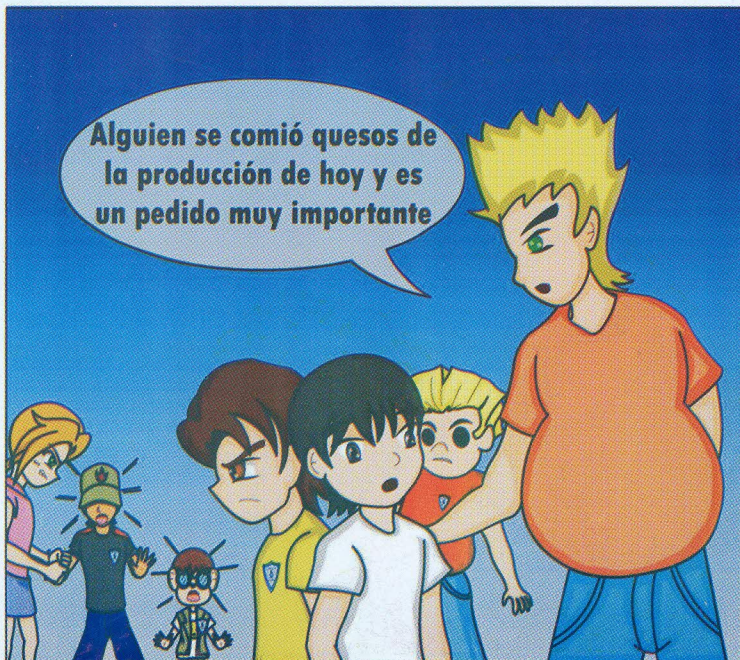 Alguien se comió quesos de
la producción de hoy y es
un pedido muy importante